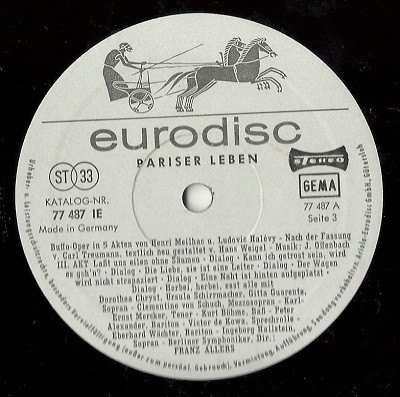 eurodisc
PARISER LEBEN
ST 33
KATALOG-NR.
77 487 IE
Made in Germany
STEREO
GEMA
77 487 A
Seite 3
Buffo-Oper in 5 Akten von Henri Meilhac u. Ludovic Halévy - Nach der Fassung
v. Carl Treumann, textlich neu gestaltet v. Hans Weigel - Musik: J. Offenbach
III. AKT Laßt uns eilen ohne Säumen - Dialog - Kann ich getrost sein, wird
es geh'n? - Dialog - Die Liebe, sie ist eine Leiter - Dialog - Der Wagen
wird nicht strapaziert - Dialog - Eine Naht ist hinten aufgeplatzt -
Dialog - Herbei, herbei, esst alle mit
Dorothea Chryst, Ursula Schirrmacher, Gitta Guarente,
Sopran - Clementine von Schuch, Mezzosopran - Karl-
Ernst Mercker, Tenor - Kurt Böhme, Baß - Peter
Alexander, Bariton - Victor de Kowa, Sprechrolle -
Eberhard Wächter, Bariton - Ingeborg Hallstein,
Sopran - Berliner Symphoniker, Dir.:
FRANZ ALLERS